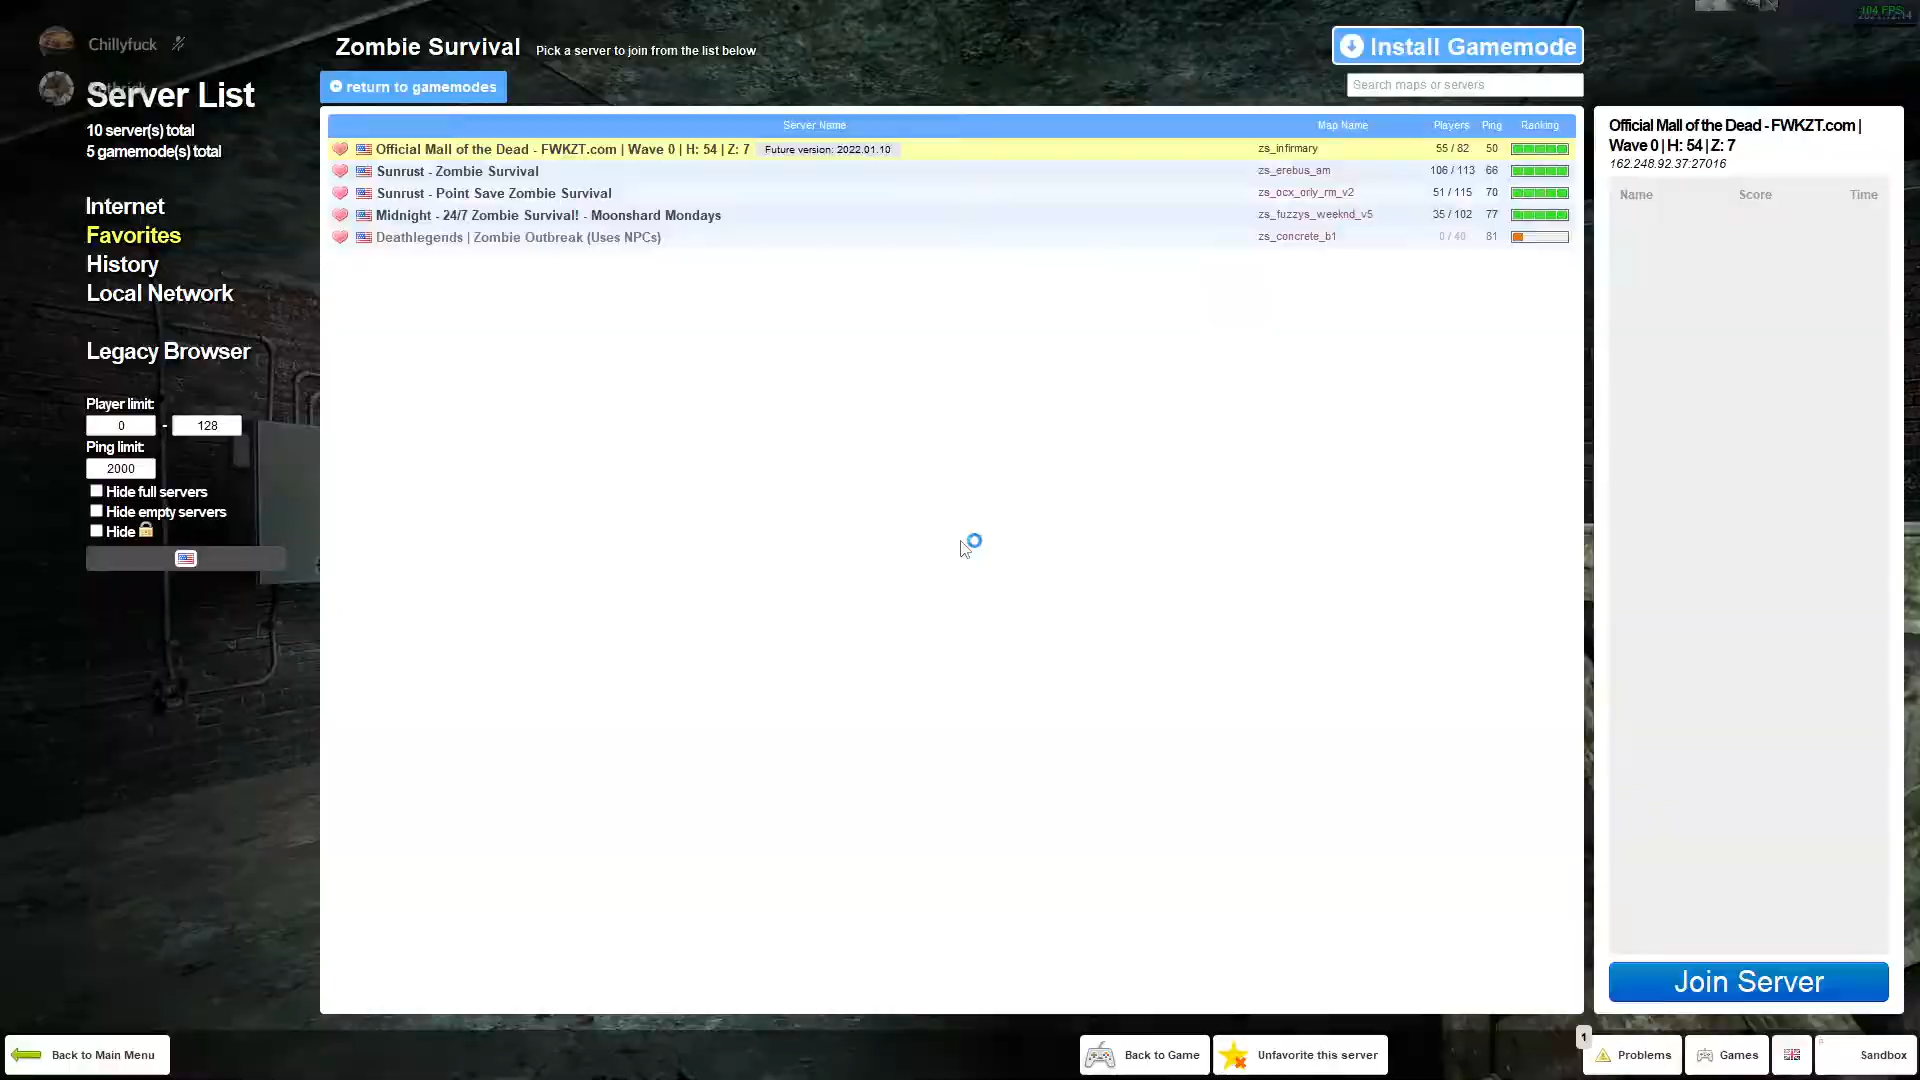 104 FPS
Chillyfuck
Server List
10 server(s) total
5 gamemode(s) total
Internet
Favorites
History
Local Network
Legacy Browser
Player limit:
0 - 128
Ping limit:
2000
Hide full servers
Hide empty servers
Hide
Zombie Survival Pick a server to join from the list below
Install Gamemode
return to gamemodes
Search maps or servers
Server Name Map Name Players Ping Ranking
Official Mall of the Dead - FWKZT.com | Wave 0 | H: 54 | Z: 7 Future version: 2022.01.10 zs_infirmary 55 / 82 50
Sunrust - Zombie Survival zs_erebus_am 106 / 113 66
Sunrust - Point Save Zombie Survival zs_ocx_orly_rm_v2 51 / 115 70
Midnight - 24/7 Zombie Survival! - Moonshard Mondays zs_fuzzys_weeknd_v5 35 / 102 77
Deathlegends | Zombie Outbreak (Uses NPCs) zs_concrete_b1 0 / 40 81
Official Mall of the Dead - FWKZT.com |
Wave 0 | H: 54 | Z: 7
162.248.92.37:27016
Name Score Time
Join Server
Back to Main Menu
Back to Game
Unfavorite this server
1
Problems
Games
Sandbox